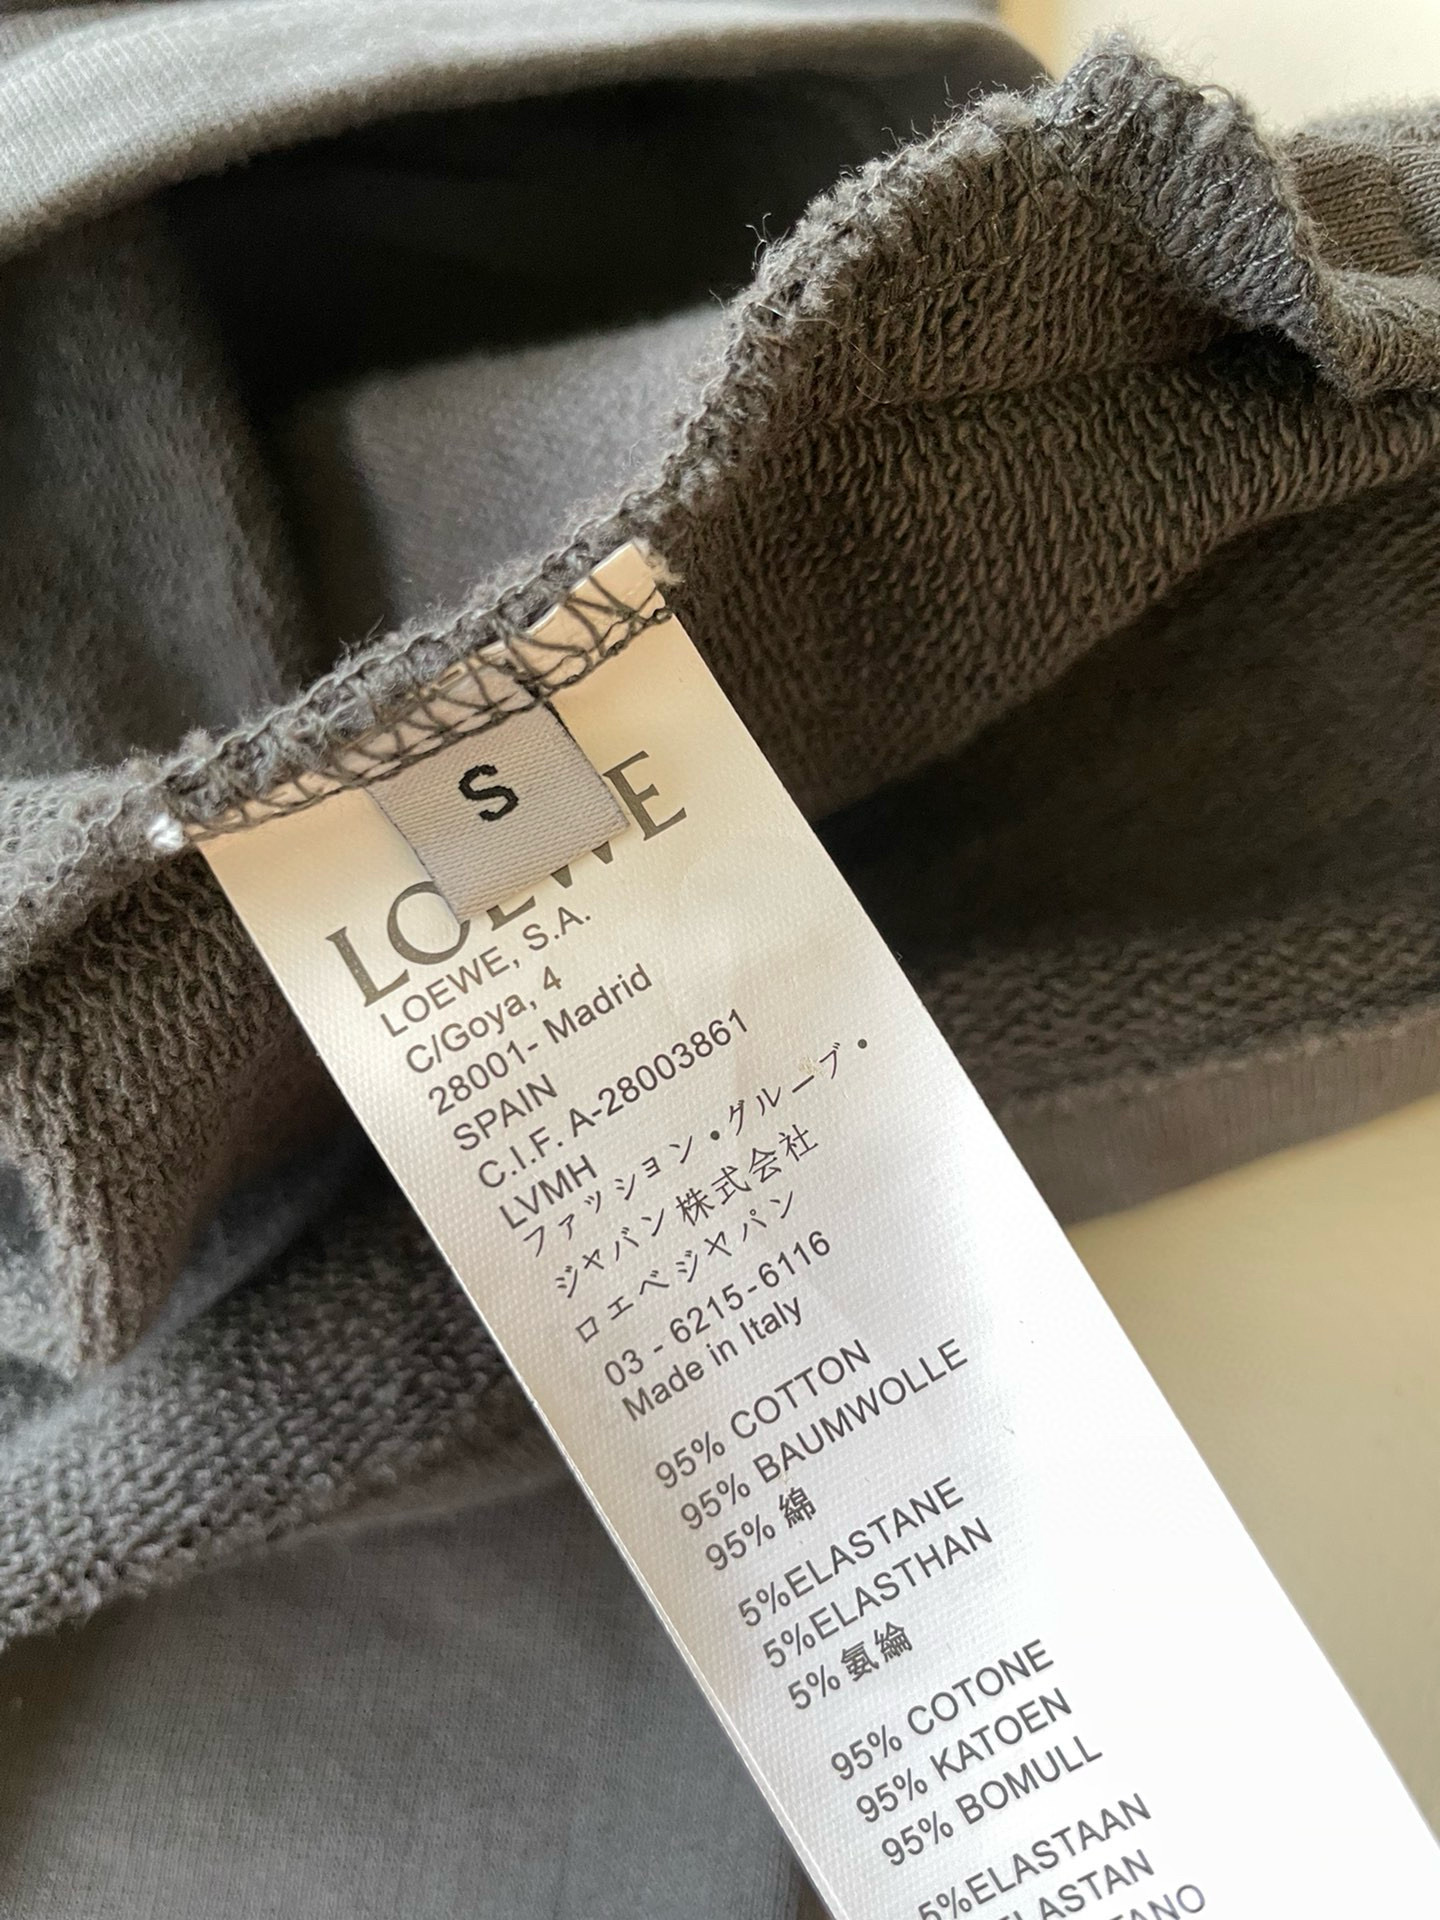 S
LOEWE
LOEWE, S.A.
C/Goya, 4
28001- Madrid
SPAIN
C.I.F. A-28003861
LVMH
ファッション・グループ・
ジャバン 株式会社
ロエベジャパン
03 - 6215-6116
Made in Italy
95% COTTON
95% BAUMWOLLE
95% 綿
5%ELASTANE
5%ELASTHAN
5% 氨綸
95% COTONE
95% KATOEN
95% BOMULL
5%ELASTAAN